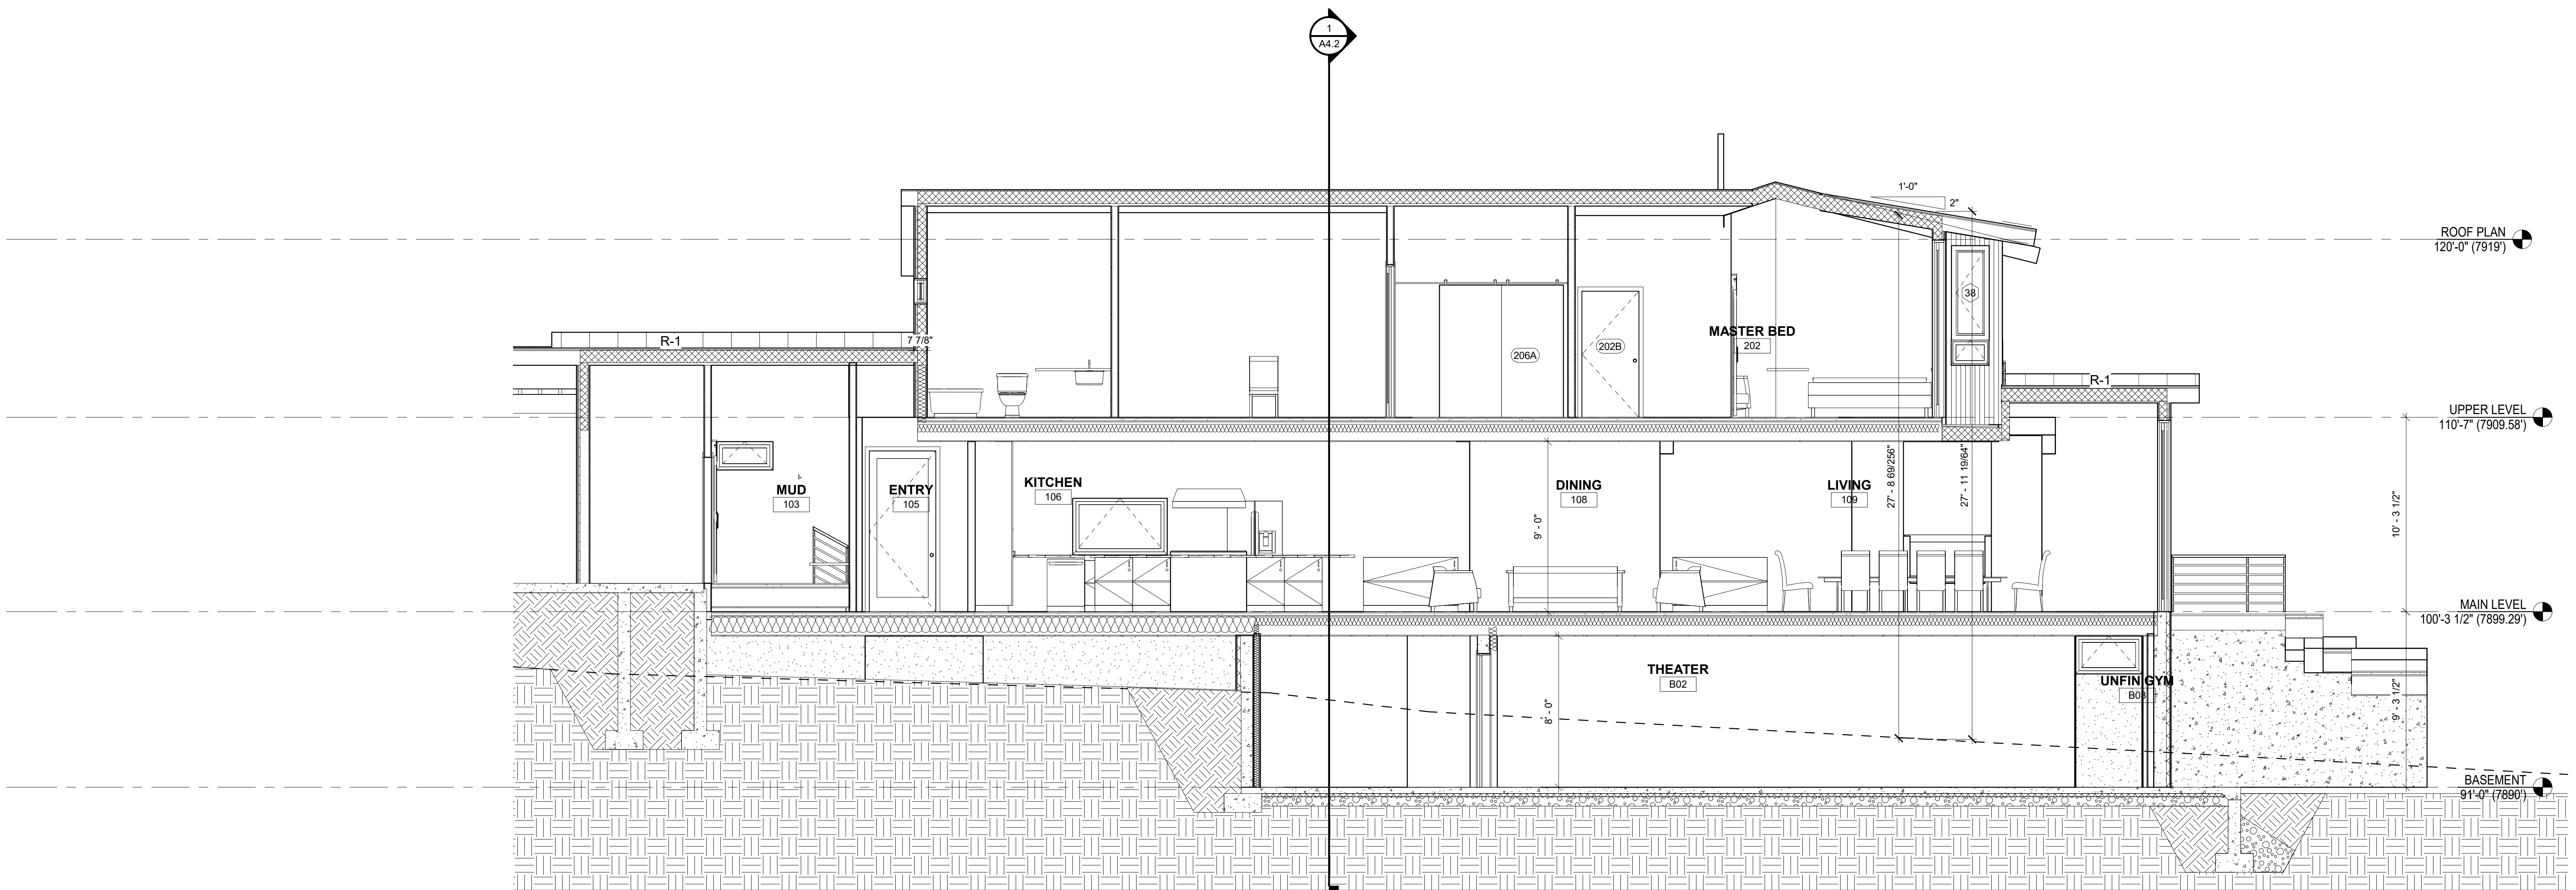 1
A4.2
1'-0"
2"
ROOF PLAN
120'-0" (7919')
38
MASTER BED
202
206A
202B
R-1
7 7/8"
R-1
UPPER LEVEL
110'-7" (7909.58')
MUD
103
ENTRY
105
KITCHEN
106
9' - 0"
DINING
108
LIVING
109
27' - 8 69/256"
27' - 11 19/64"
10' - 3 1/2"
MAIN LEVEL
100'-3 1/2" (7899.29')
THEATER
B02
8' - 0"
UNFIN GYM
B03
9' - 3 1/2"
BASEMENT
91'-0" (7890')